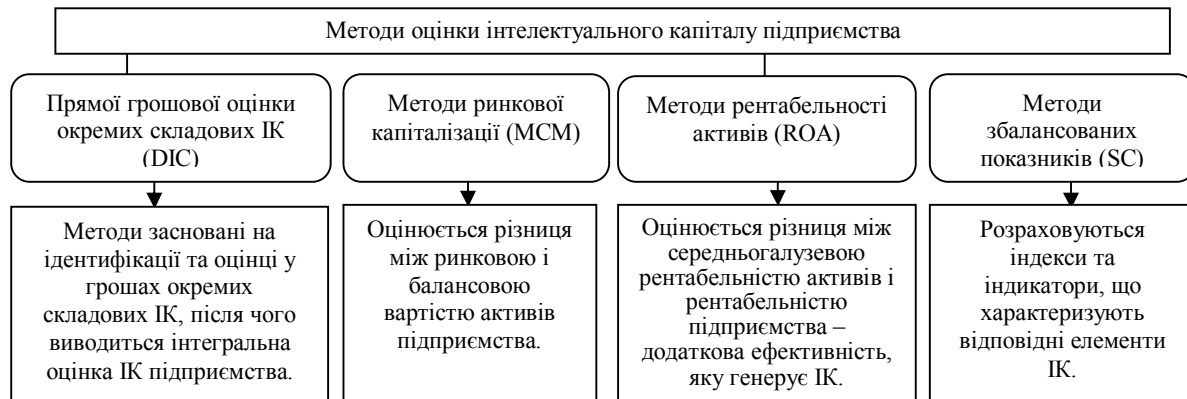 Методи оцінки інтелектуального капіталу підприємства
Прямої грошової оцінки
окремих складових ІК
(DIC)
Методи ринкової
капіталізації (MCM)
Методи рентабельності
активів (ROA)
Методи
збалансованих
показників (SC)
Методи засновані на
ідентифікації та оцінці у
грошах окремих
складових ІК, після чого
виводиться інтегральна
оцінка ІК підприємства.
Оцінюється різниця
між ринковою і
балансовою
вартістю активів
підприємства.
Оцінюється різниця між
середньогалузевою
рентабельністю активів і
рентабельністю
підприємства –
додаткова ефективність,
яку генерує ІК.
Розраховуються
індекси та
індикатори, що
характеризують
відповідні елементи
ІК.